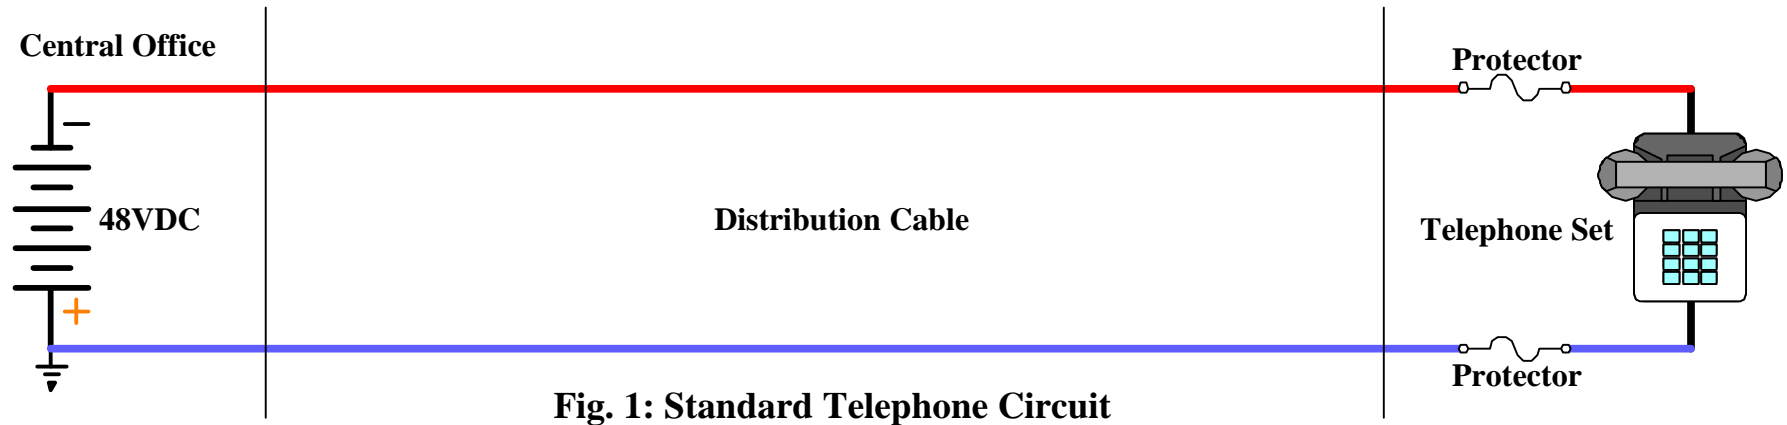 Central Office
Protector
−
48VDC
Distribution Cable
Telephone Set
+
Protector
Fig. 1: Standard Telephone Circuit